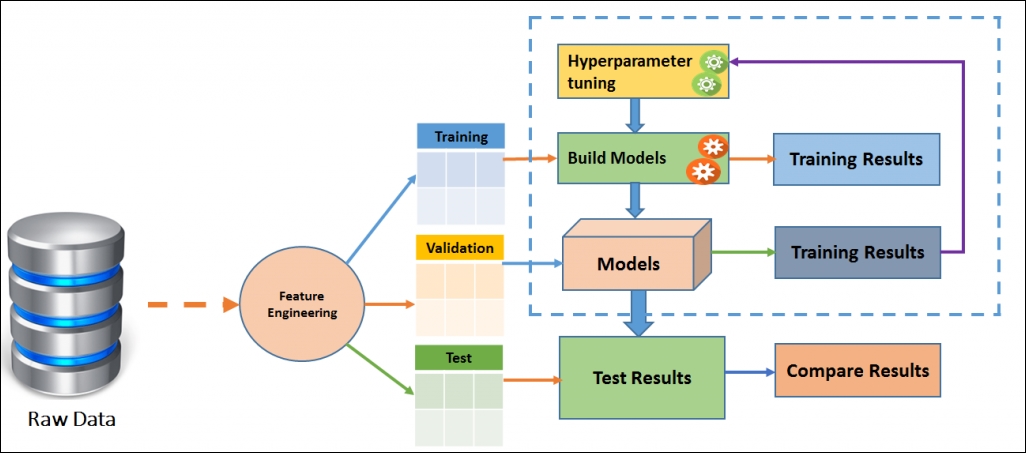 Hyperparameter
tuning
Training
Build Models
Training Results
Validation
Models
Training Results
Feature
Engineering
Test
Test Results
Compare Results
Raw Data